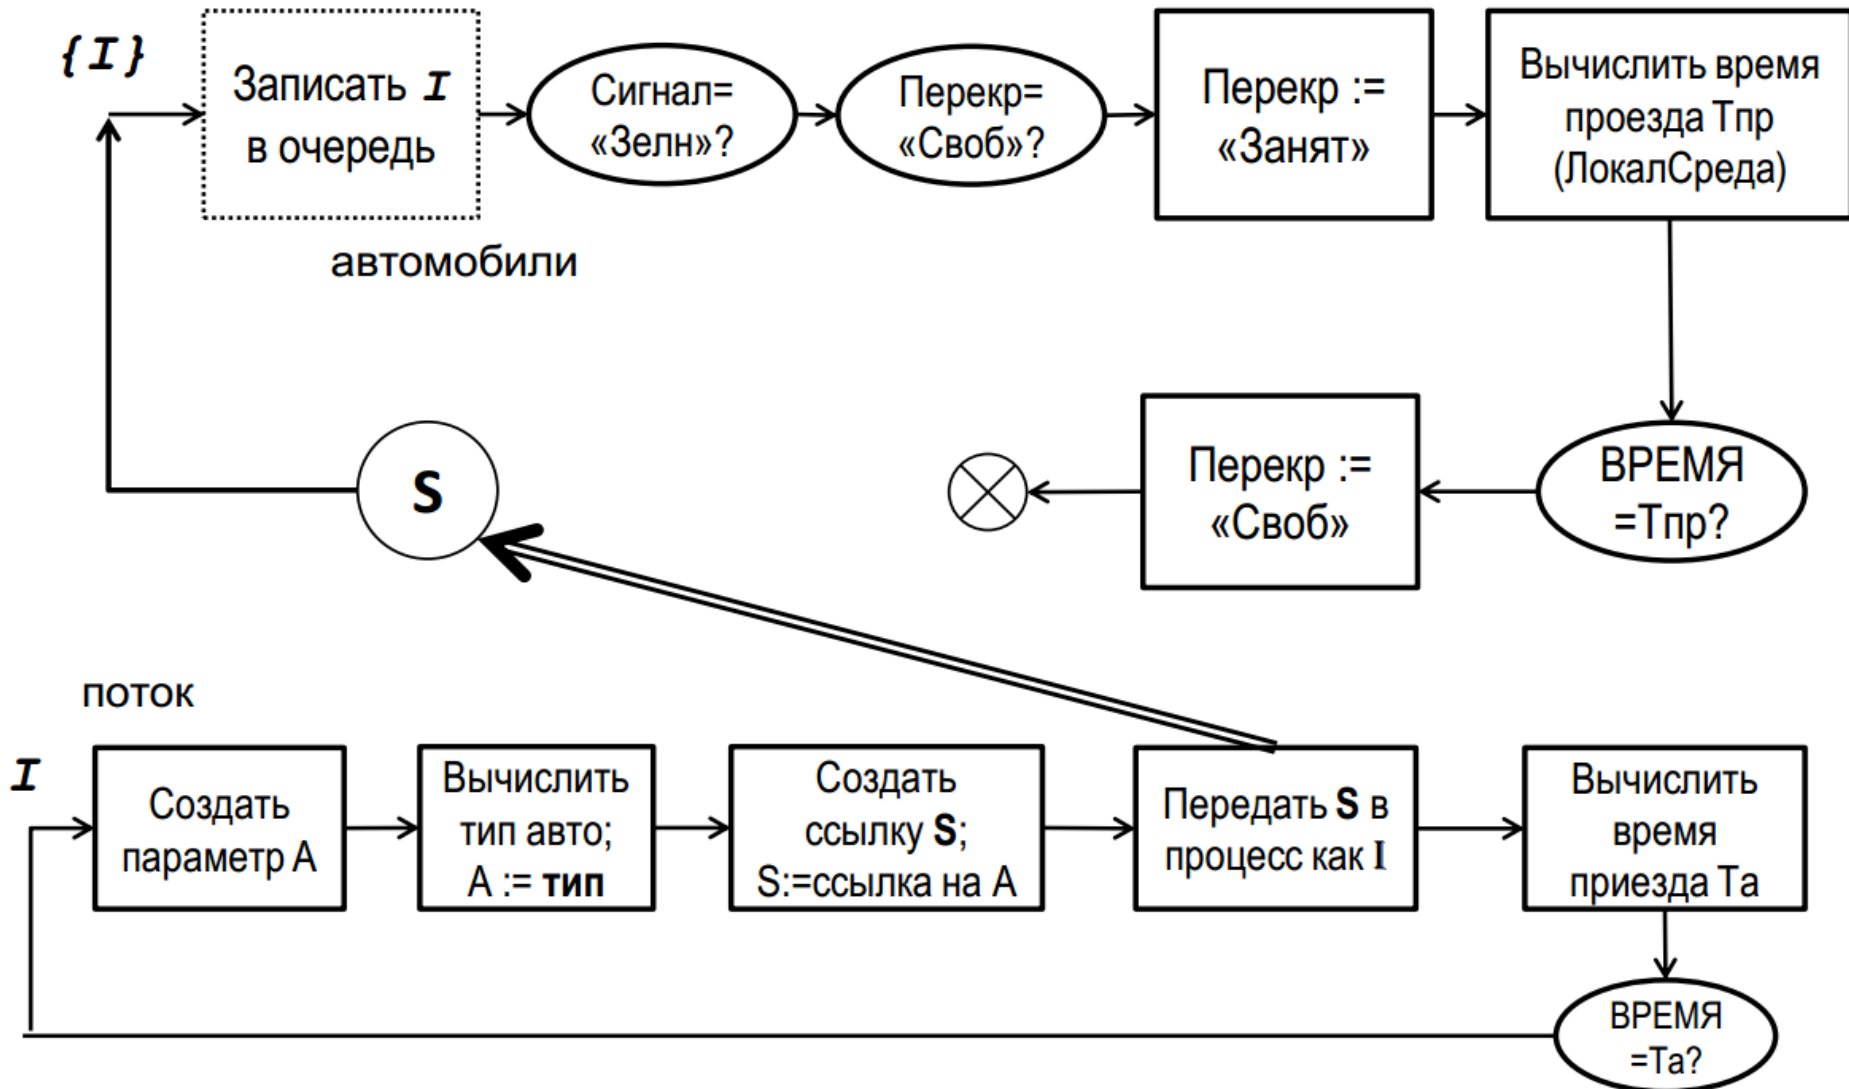 {I}
Записать I
в очередь
Сигнал=
«Зелн»?
Перекр=
«Своб»?
Перекр :=
«Занят»
Вычислить время
проезда Тпр
(ЛокалСреда)
автомобили
S
Перекр :=
«Своб»
ВРЕМЯ
=Тпр?
поток
I
Создать
параметр А
Вычислить
тип авто;
А := тип
Создать
ссылку S;
S:=ссылка на А
Передать S в
процесс как I
Вычислить
время
приезда Та
ВРЕМЯ
=Та?